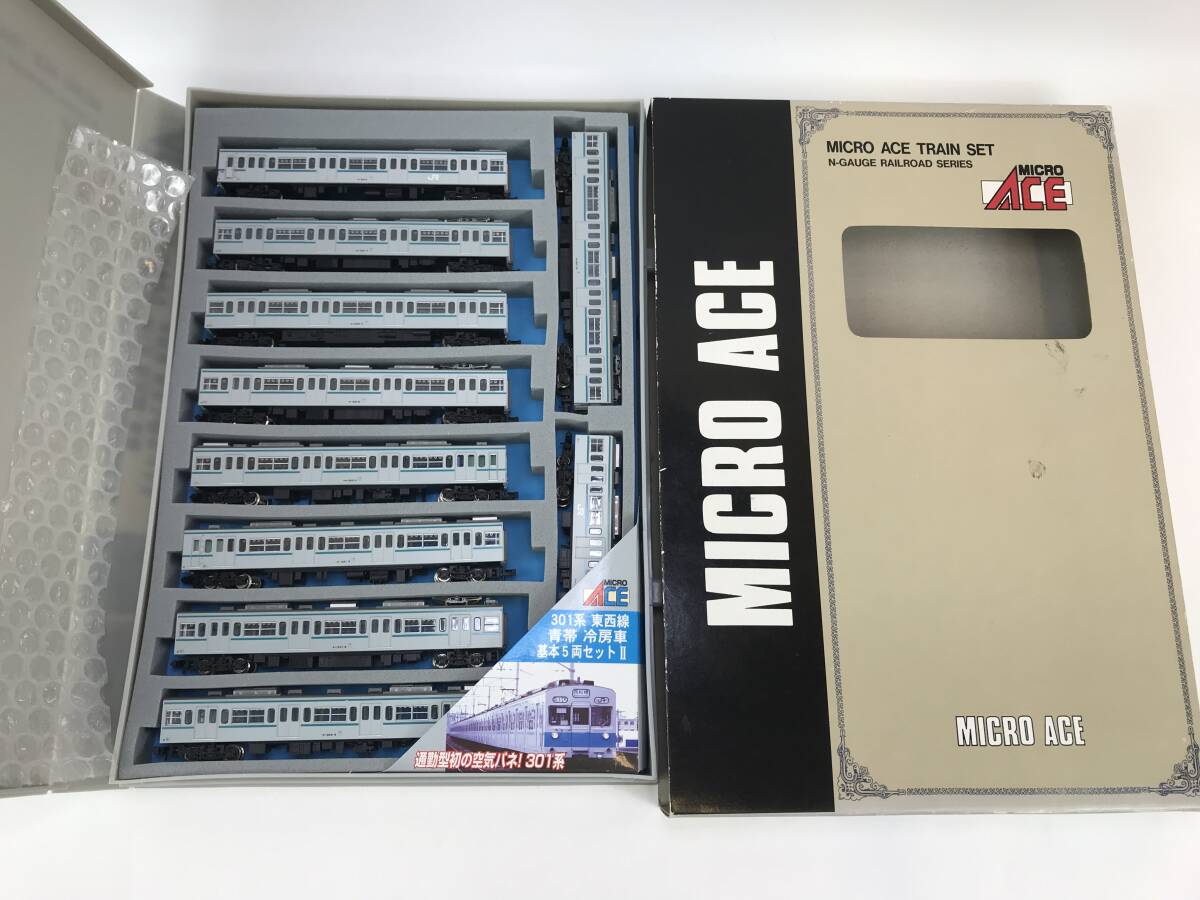 JR
MICRO
ACE
301系 東西線
青帯 冷房車
基本5両セットⅡ
通勤型初の空気バネ!301系
MICRO ACE
MICRO ACE TRAIN SET
N-GAUGE RAILROAD SERIES
MICRO
ACE
MICRO ACE